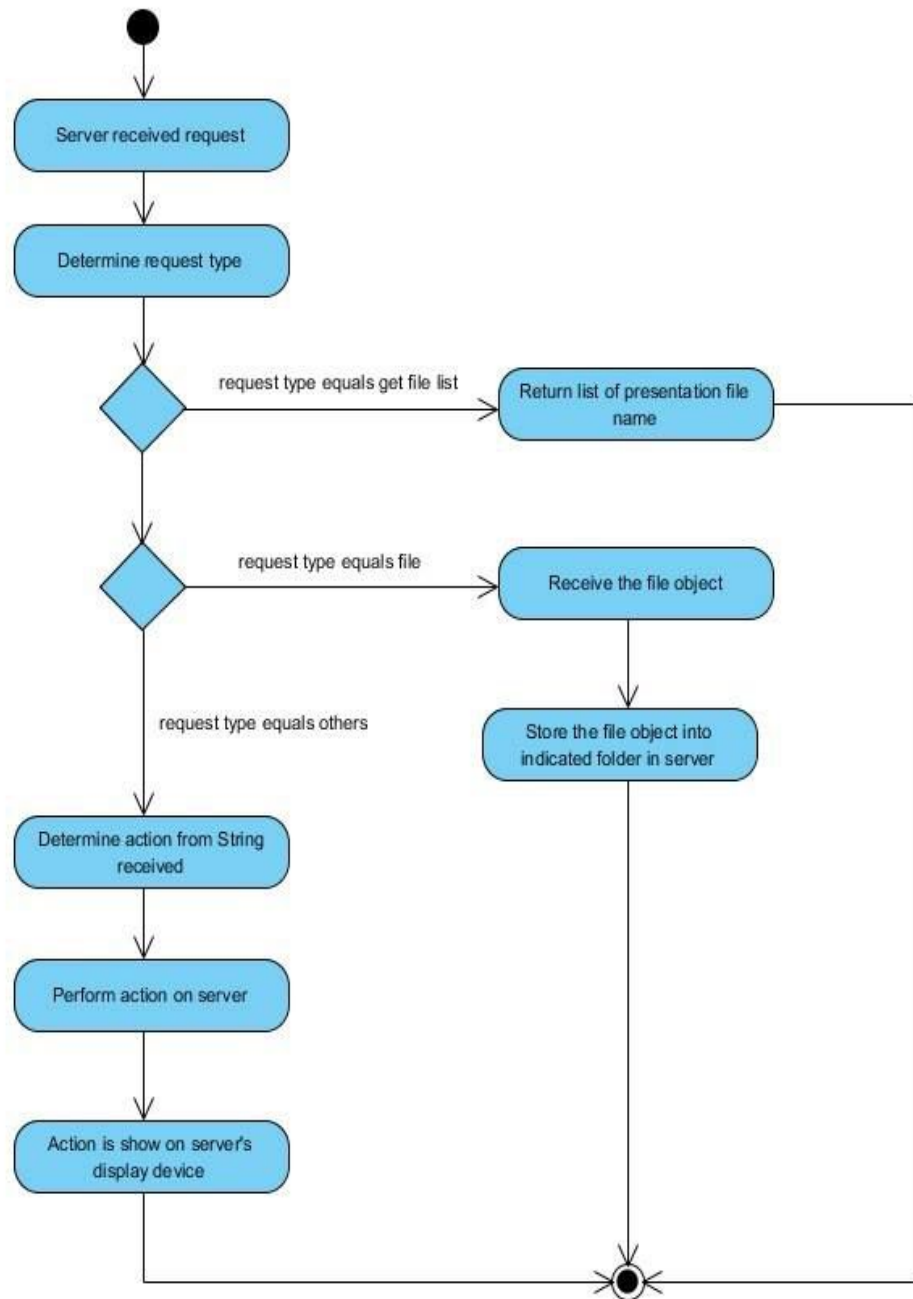 Server received request
Determine request type
request type equals get file list
Return list of presentation file
name
request type equals file
Receive the file object
request type equals others
Store the file object into
indicated folder in server
Determine action from String
received
Perform action on server
Action is show on server's
display device